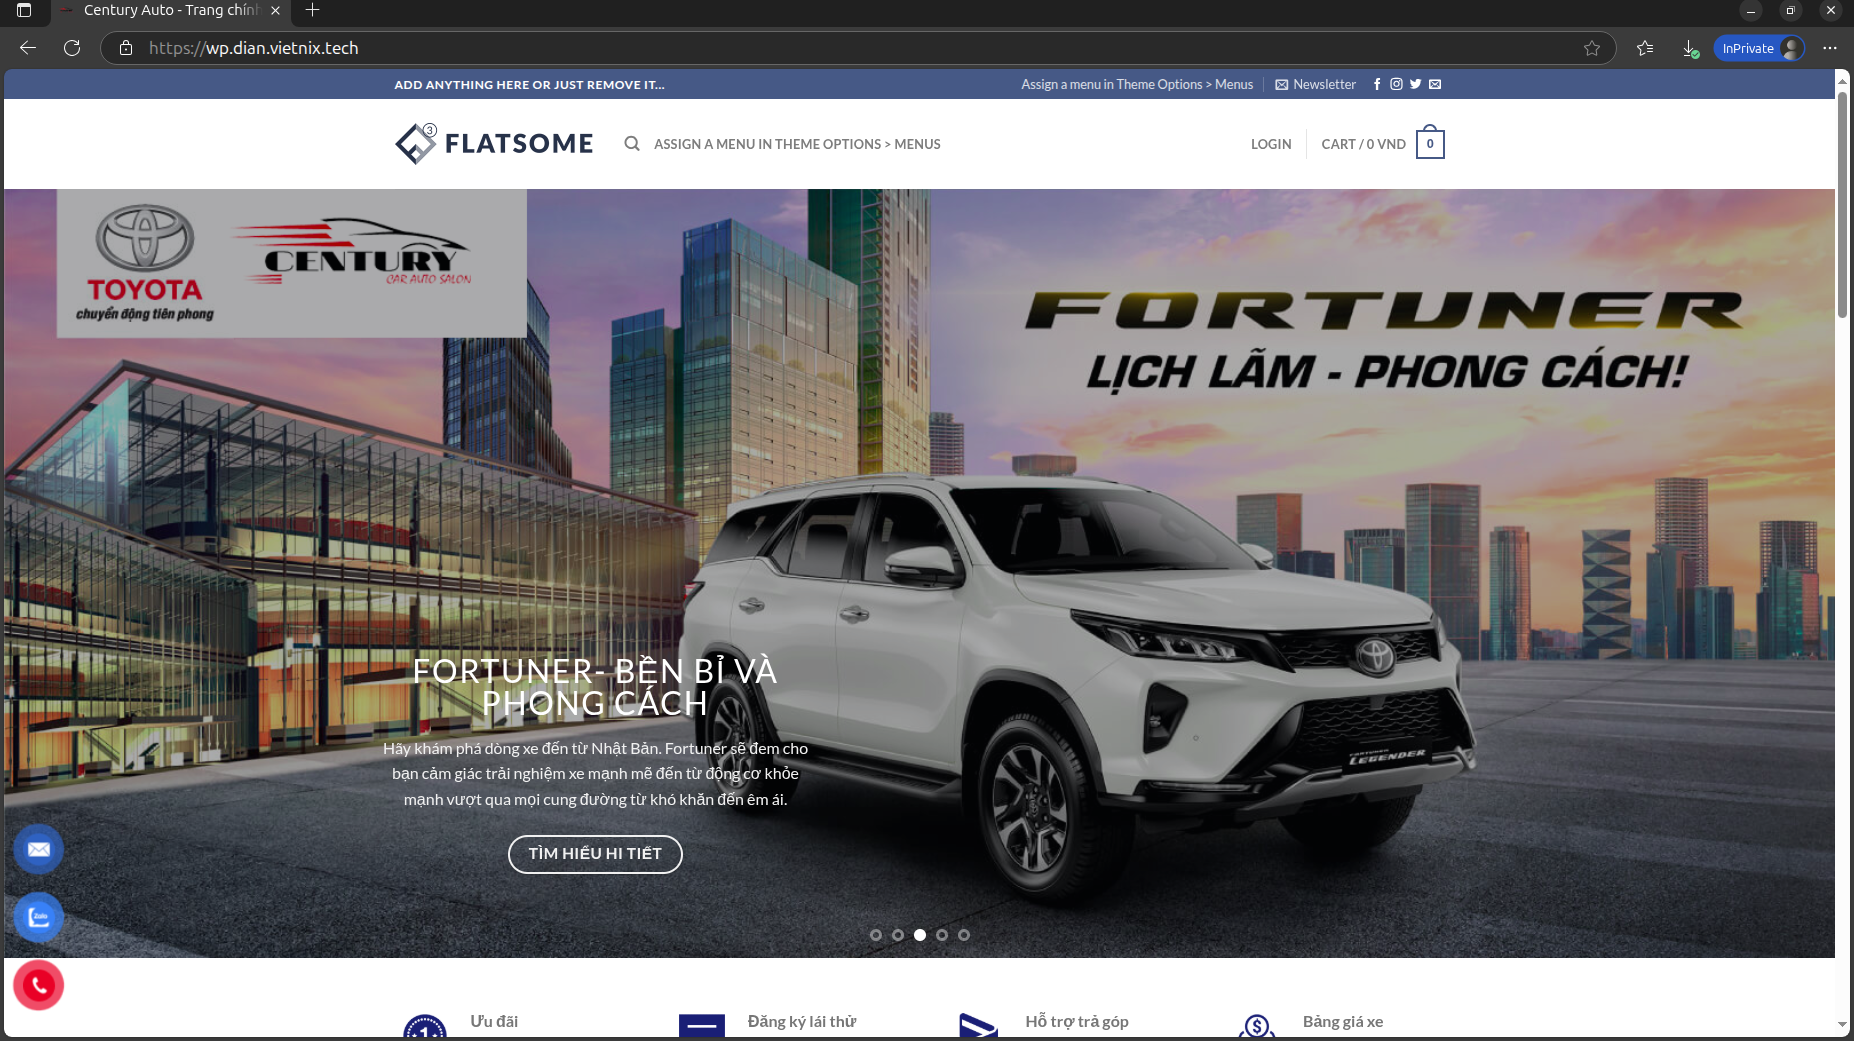 Century Auto - Trang chính
https://wp.dian.vietnix.tech
InPrivate
ADD ANYTHING HERE OR JUST REMOVE IT...
Assign a menu in Theme Options > Menus
Newsletter
3
FLATSOME
ASSIGN A MENU IN THEME OPTIONS > MENUS
LOGIN
CART / 0 VND
0
TOYOTA
chuyển động tiên phong
CENTURY
CAR AUTO SALON
FORTUNER
LỊCH LÃM - PHONG CÁCH!
FORTUNER- BỀN BỈ VÀ
PHONG CÁCH
Hãy khám phá dòng xe đến từ Nhật Bản. Fortuner sẽ đem cho
bạn cảm giác trải nghiệm xe mạnh mẽ đến từ động cơ khỏe
mạnh vượt qua mọi cung đường từ khó khăn đến êm ái.
TÌM HIỂU HI TIẾT
FORTUNER
LEGENDER
Zalo
1
Ưu đãi
Đăng ký lái thử
Hỗ trợ trả góp
$
Bảng giá xe